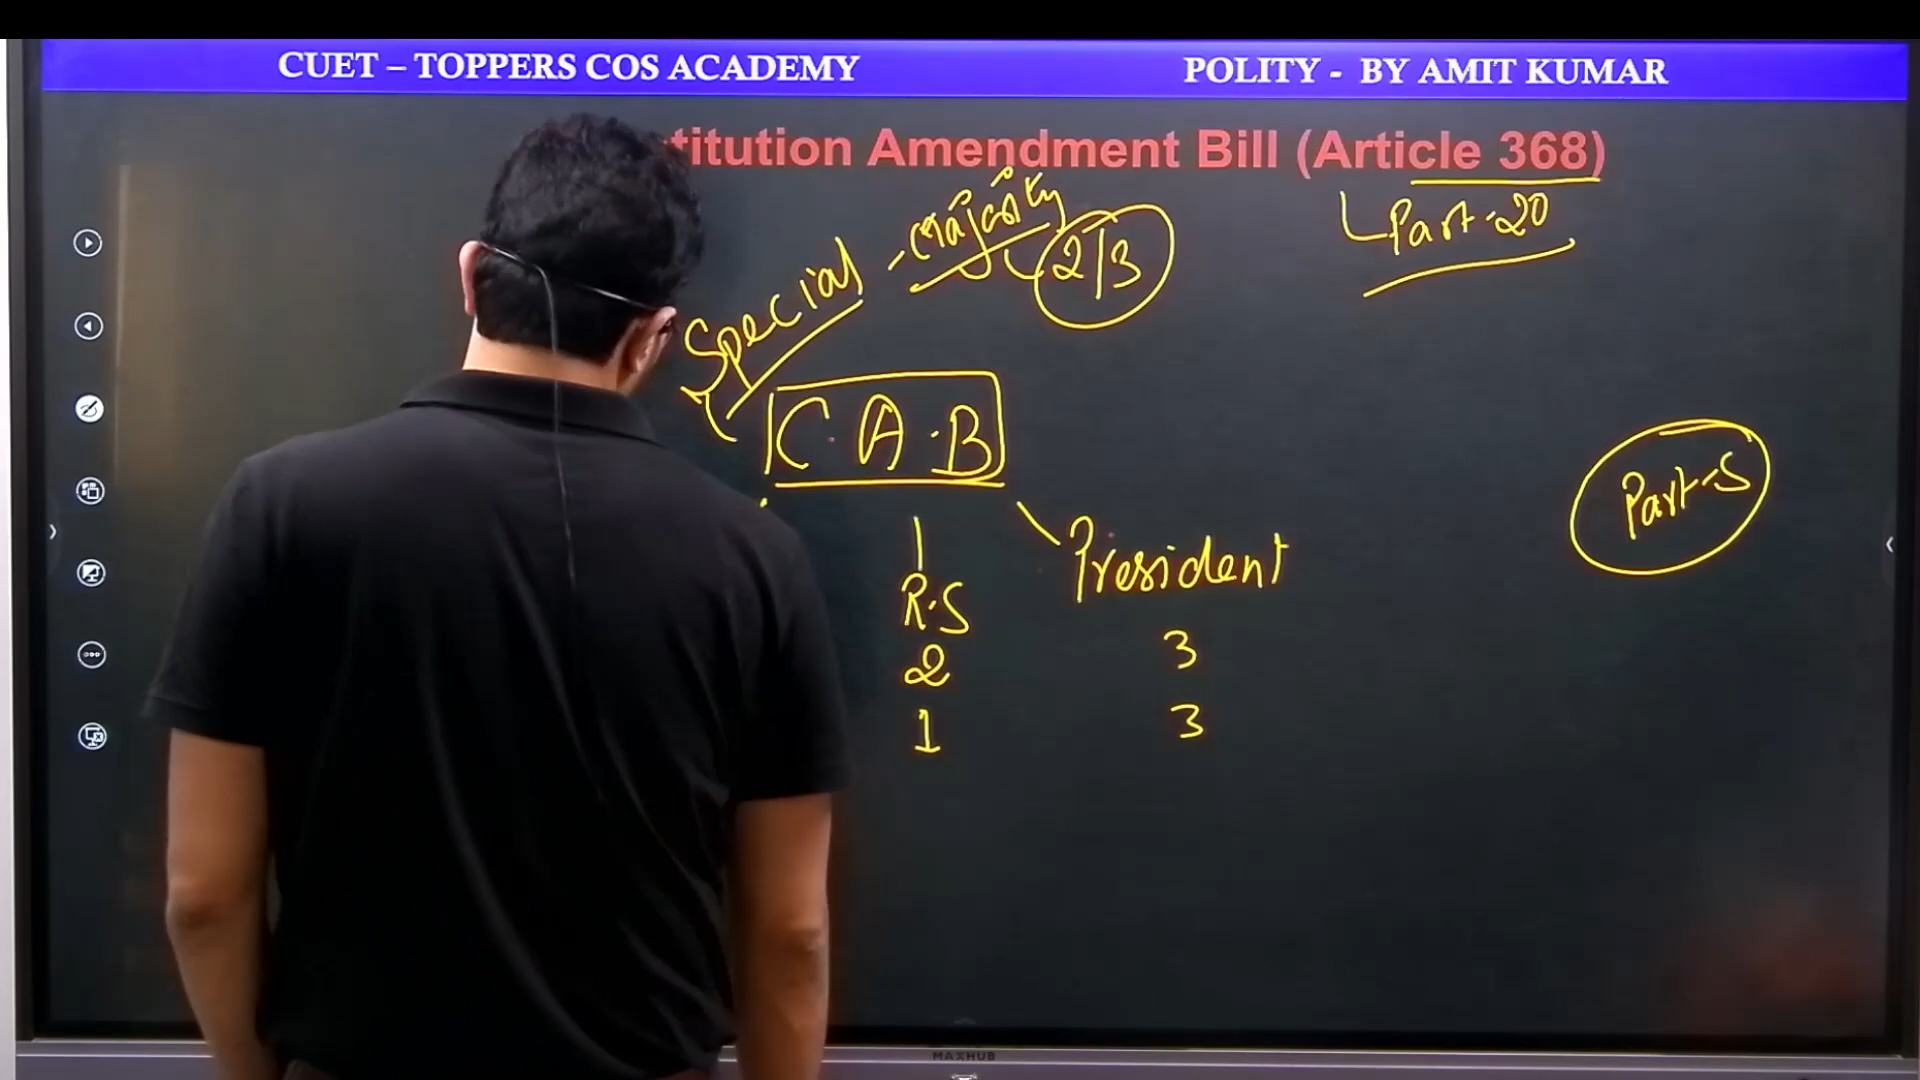 CUET – TOPPERS COS ACADEMY
POLITY - BY AMIT KUMAR
titution Amendment Bill (Article 368)
Part-20
Special - majority
2/3
C.A.B
Part-5
President
R.S
2 3
1 3
MAXHUB